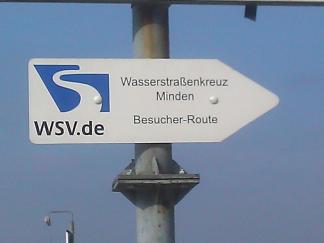 Wasserstraßenkreuz
Minden
Besucher-Route
WSV.de